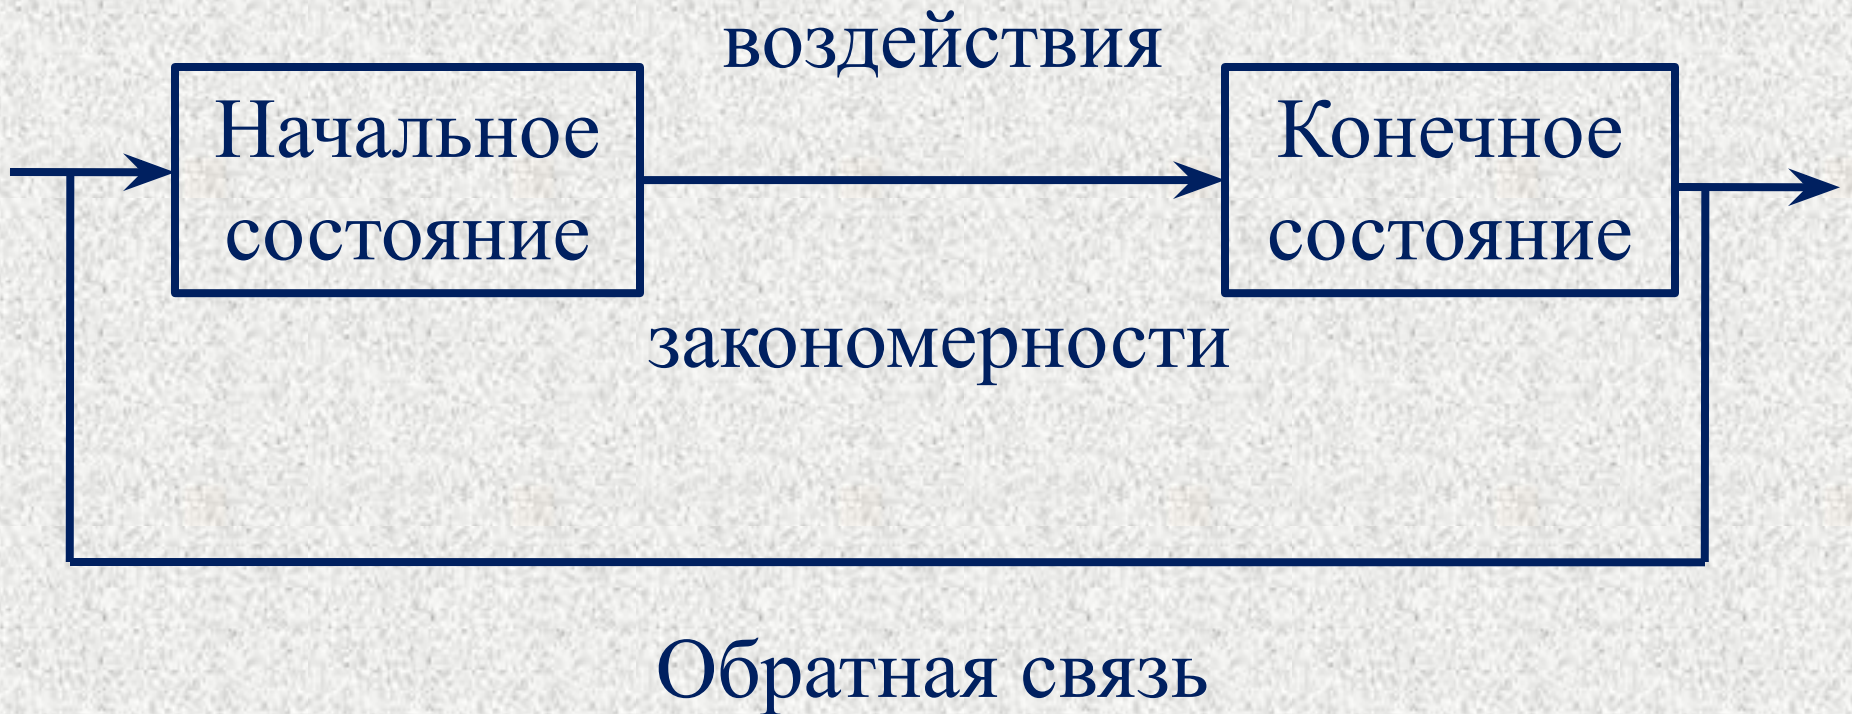 воздействия
Начальное
состояние
Конечное
состояние
закономерности
Обратная связь